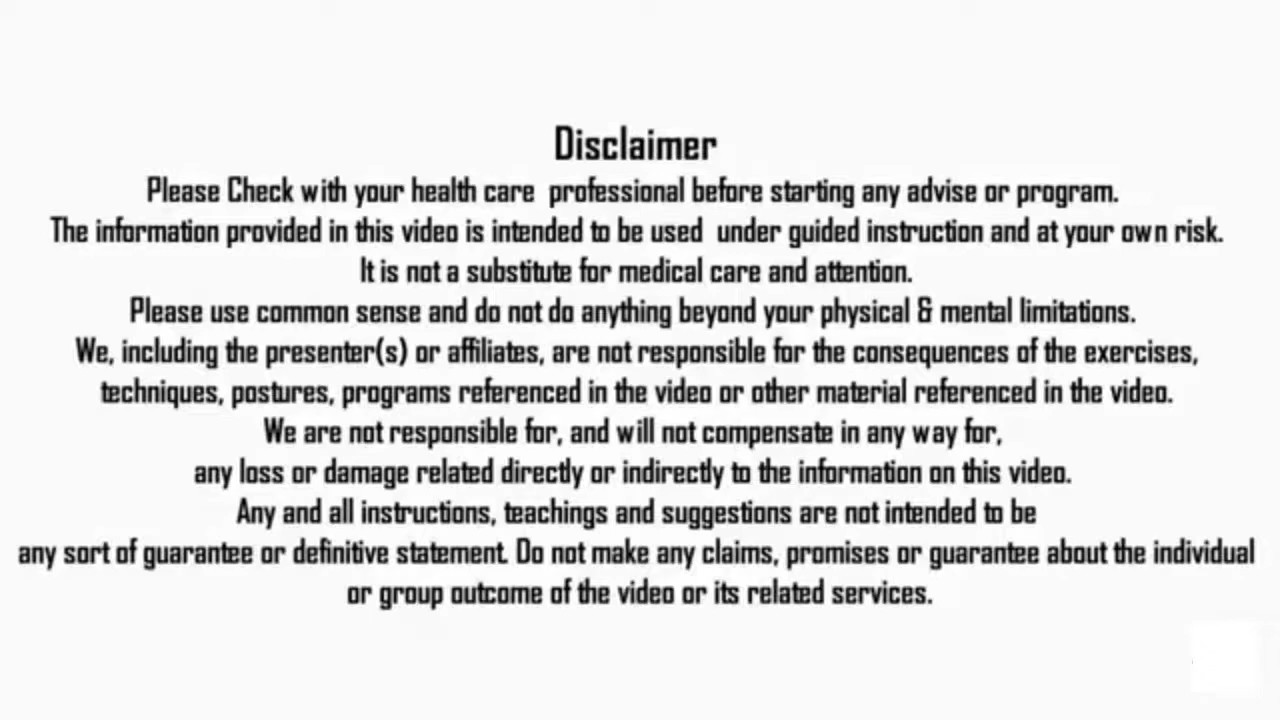 Disclaimer
Please Check with your health care professional before starting any advise or program.
The information provided in this video is intended to be used under guided instruction and at your own risk.
It is not a substitute for medical care and attention.
Please use common sense and do not do anything beyond your physical & mental limitations.
We, including the presenter(s) or affiliates, are not responsible for the consequences of the exercises,
techniques, postures, programs referenced in the video or other material referenced in the video.
We are not responsible for, and will not compensate in any way for,
any loss or damage related directly or indirectly to the information on this video.
Any and all instructions, teachings and suggestions are not intended to be
any sort of guarantee or definitive statement. Do not make any claims, promises or guarantee about the individual
or group outcome of the video or its related services.